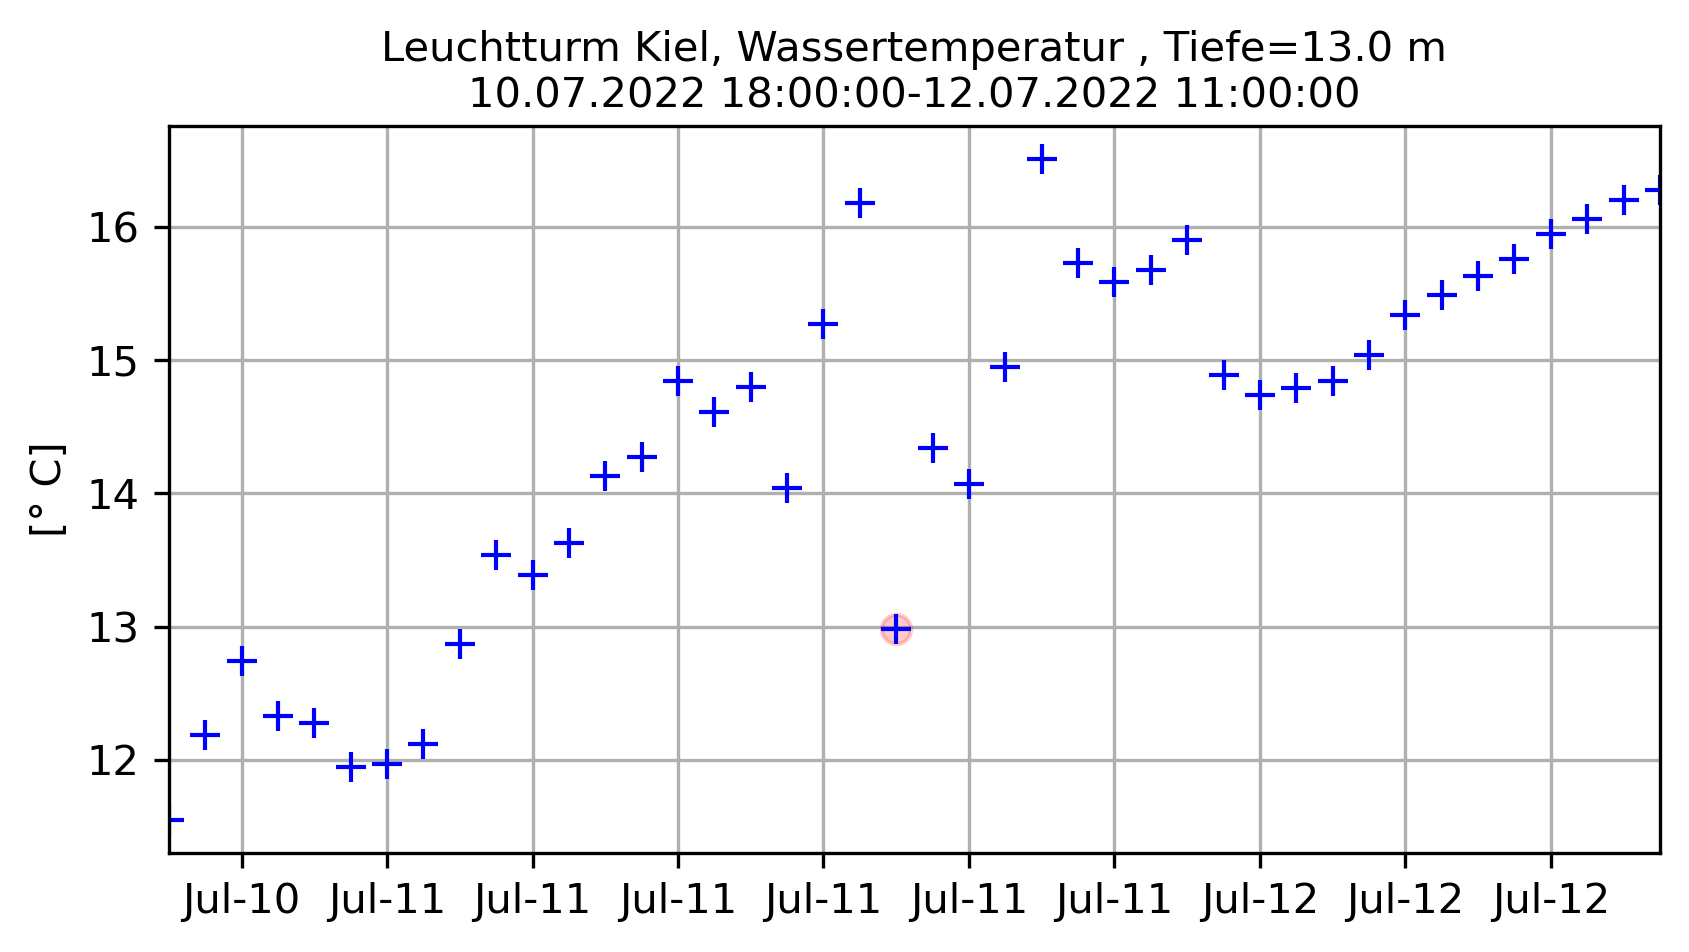 Leuchtturm Kiel, Wassertemperatur , Tiefe=13.0 m
10.07.2022 18:00:00-12.07.2022 11:00:00
[° C]
16
15
14
13
12
Jul-10 Jul-11 Jul-11 Jul-11 Jul-11 Jul-11 Jul-11 Jul-12 Jul-12 Jul-12